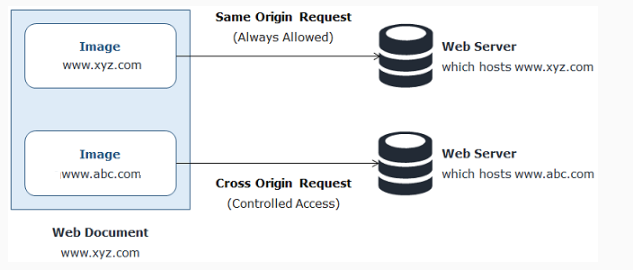 Image
www.xyz.com
Same Origin Request
(Always Allowed)
Web Server
which hosts www.xyz.com
Image
www.abc.com
Cross Origin Request
(Controlled Access)
Web Server
which hosts www.abc.com
Web Document
www.xyz.com